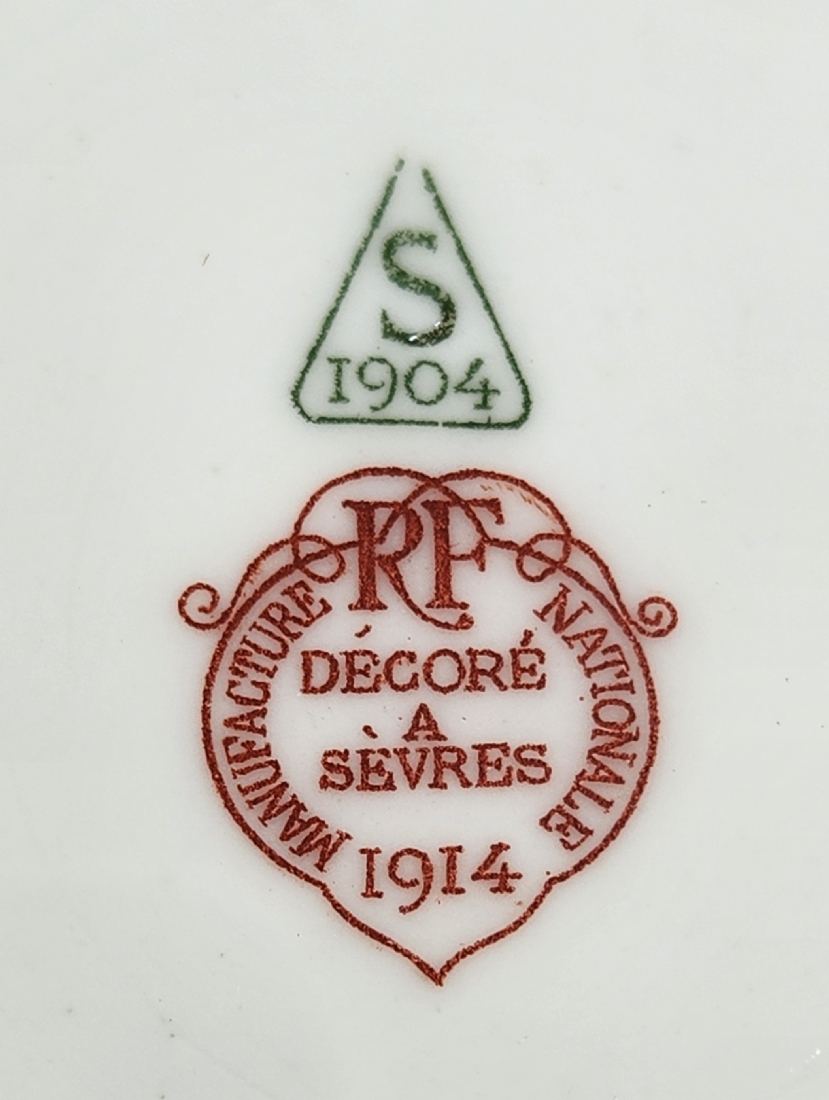 S
1904
RF
MANUFACTURE NATIONALE
DÉCORÉ
A
SÈVRES
1914